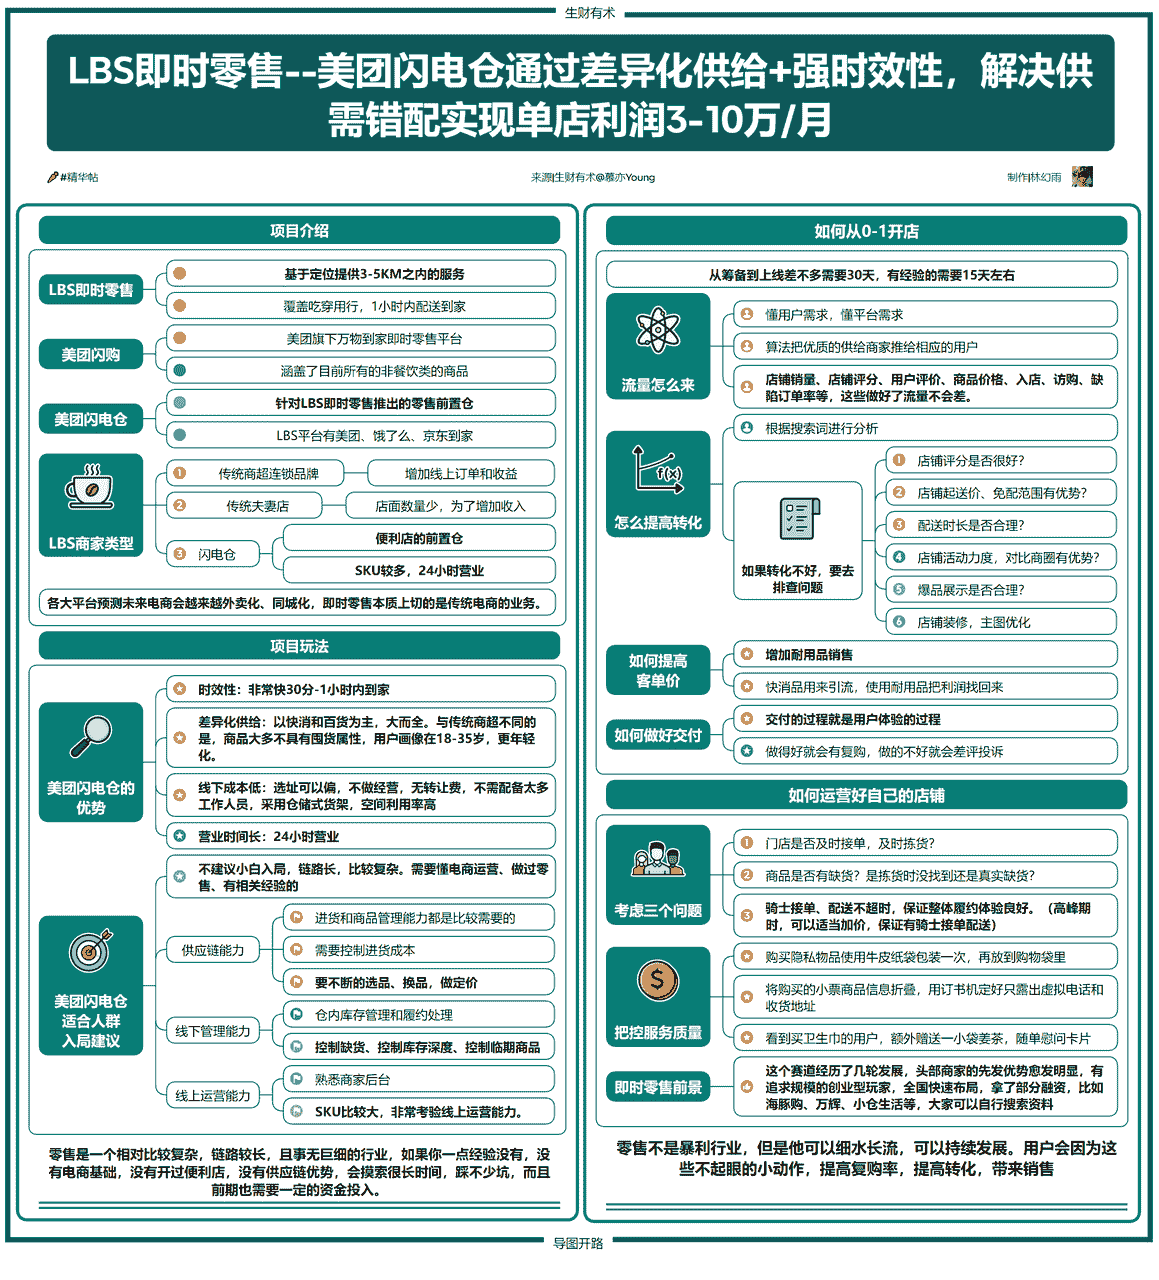 生财有术
LBS即时零售--美团闪电仓通过差异化供给+强时效性，解决供
需错配实现单店利润3-10万/月
#精华帖
来源|生财有术@慕亦Young
制作|林幻雨
项目介绍
LBS即时零售
基于定位提供3-5KM之内的服务
覆盖吃穿用行，1小时内配送到家
美团闪购
美团旗下万物到家即时零售平台
涵盖了目前所有的非餐饮类的商品
美团闪电仓
针对LBS即时零售推出的零售前置仓
LBS平台有美团、饿了么、京东到家
LBS商家类型
1 传统商超连锁品牌
增加线上订单和收益
2 传统夫妻店
店面数量少，为了增加收入
3 闪电仓
便利店的前置仓
SKU较多，24小时营业
各大平台预测未来电商会越来越外卖化、同城化，即时零售本质上切的是传统电商的业务。
项目玩法
美团闪电仓的
优势
时效性：非常快30分-1小时内到家
差异化供给：以快消和百货为主，大而全。与传统商超不同的
是，商品大多不具有囤货属性，用户画像在18-35岁，更年轻
化。
线下成本低：选址可以偏，不做经营，无转让费，不需配备太多
工作人员，采用仓储式货架，空间利用率高
营业时间长：24小时营业
美团闪电仓
适合人群
入局建议
不建议小白入局，链路长，比较复杂。需要懂电商运营、做过零
售、有相关经验的
供应链能力
进货和商品管理能力都是比较需要的
需要控制进货成本
要不断的选品、换品，做定价
线下管理能力
仓内库存管理和履约处理
控制缺货、控制库存深度、控制临期商品
线上运营能力
熟悉商家后台
SKU比较大，非常考验线上运营能力。
零售是一个相对比较复杂，链路较长，且事无巨细的行业，如果你一点经验没有，没
有电商基础，没有开过便利店，没有供应链优势，会摸索很长时间，踩不少坑，而且
前期也需要一定的资金投入。
如何从0-1开店
从筹备到上线差不多需要30天，有经验的需要15天左右
流量怎么来
懂用户需求，懂平台需求
算法把优质的供给商家推给相应的用户
店铺销量、店铺评分、用户评价、商品价格、入店、访购、缺
陷订单率等，这些做好了流量不会差。
f(x)
怎么提高转化
根据搜索词进行分析
如果转化不好，要去
排查问题
1 店铺评分是否很好？
2 店铺起送价、免配范围有优势？
3 配送时长是否合理？
4 店铺活动力度，对比商圈有优势？
5 爆品展示是否合理？
6 店铺装修，主图优化
如何提高
客单价
增加耐用品销售
快消品用来引流，使用耐用品把利润找回来
如何做好交付
交付的过程就是用户体验的过程
做得好就会有复购，做的不好就会差评投诉
如何运营好自己的店铺
考虑三个问题
1 门店是否及时接单，及时拣货？
2 商品是否有缺货？是拣货时没找到还是真实缺货？
3 骑士接单、配送不超时，保证整体履约体验良好。（高峰期
时，可以适当加价，保证有骑士接单配送）
$
把控服务质量
购买隐私物品使用牛皮纸袋包装一次，再放到购物袋里
将购买的小票商品信息折叠，用订书机定好只露出虚拟电话和
收货地址
看到买卫生巾的用户，额外赠送一小袋姜茶，随单慰问卡片
即时零售前景
这个赛道经历了几轮发展，头部商家的先发优势愈发明显，有
追求规模的创业型玩家，全国快速布局，拿了部分融资，比如
海豚购、万辉、小仓生活等，大家可以自行搜索资料
零售不是暴利行业，但是他可以细水长流，可以持续发展。用户会因为这
些不起眼的小动作，提高复购率，提高转化，带来销售
导图开路